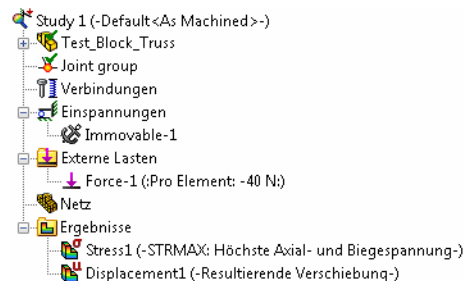 Study 1 (-Default<As Machined>-)
Test_Block_Truss
Joint group
Verbindungen
Einspannungen
Immovable-1
Externe Lasten
Force-1 (:Pro Element: -40 N:)
Netz
Ergebnisse
Stress1 (-STRMAX: Höchste Axial- und Biegespannung-)
Displacement1 (-Resultierende Verschiebung-)